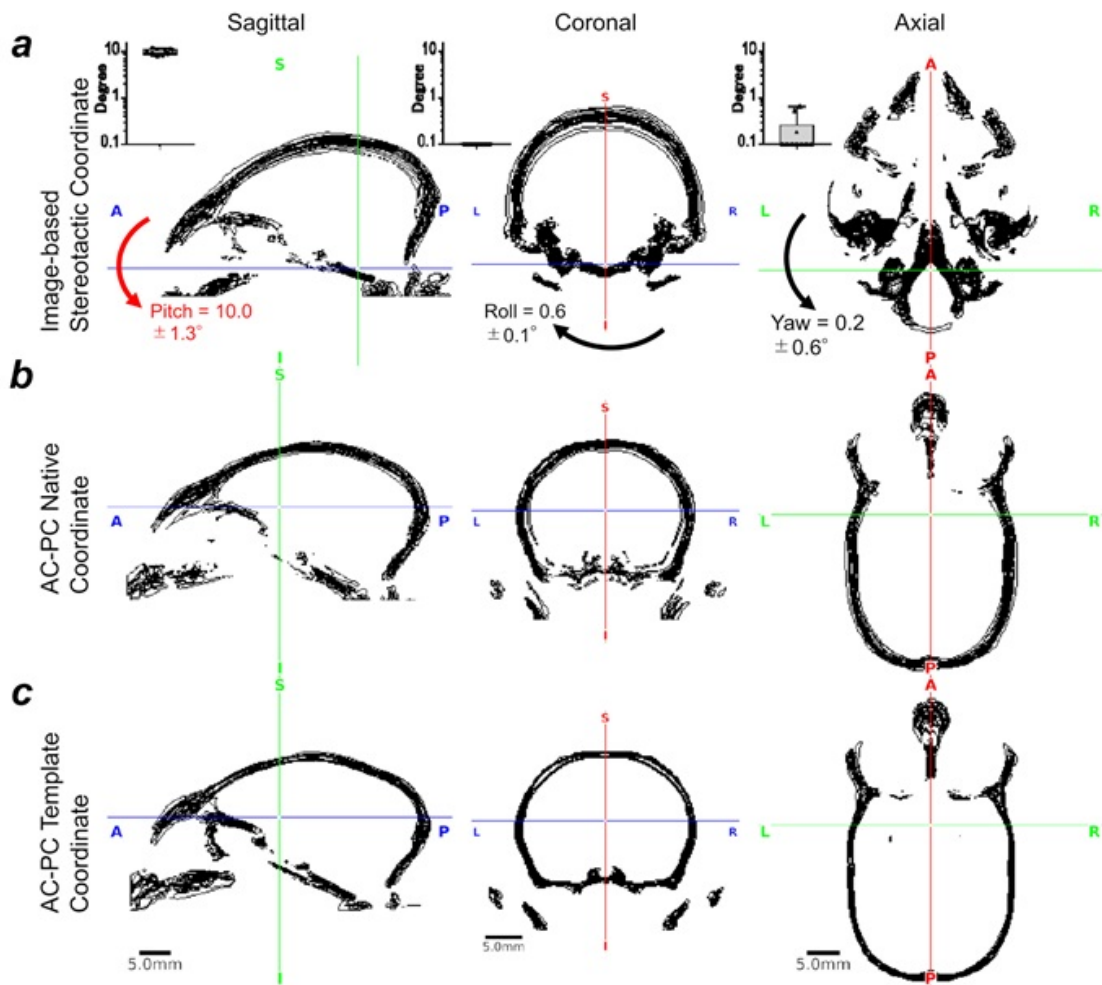 Sagittal
Coronal
Axial
a
Image-based
Stereotactic Coordinate
10
1
0.1
Degree
S
A
P
I
Pitch = 10.0
±1.3°
10
1
0.1
Degree
S
L
R
I
Roll = 0.6
±0.1°
10
1
0.1
Degree
A
L
R
P
Yaw = 0.2
±0.6°
b
AC-PC Native
Coordinate
S
A
P
I
S
L
R
I
A
L
R
P
c
AC-PC Template
Coordinate
S
A
P
I
5.0mm
S
L
R
I
5.0mm
A
L
R
P
5.0mm